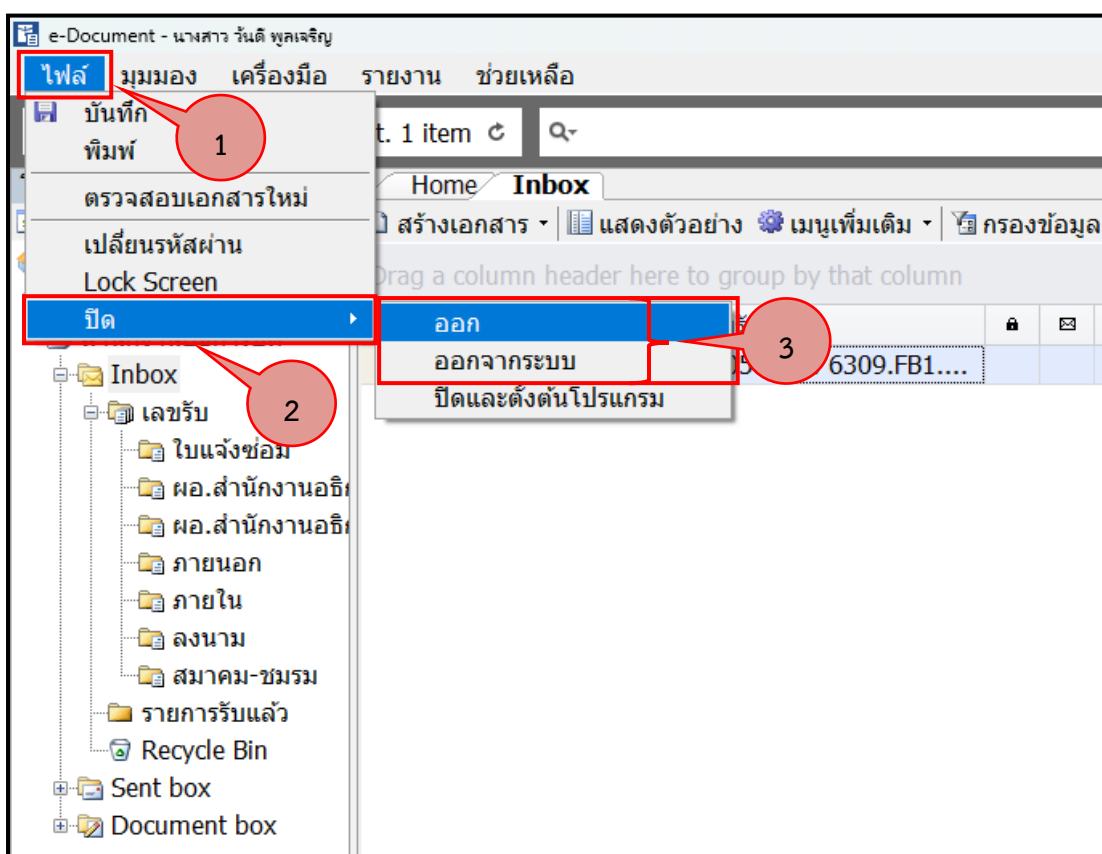 e-Document - นางสาว วันดี พูลเจริญ
ไฟล์ มุมมอง เครื่องมือ รายงาน ช่วยเหลือ
บันทึก
พิมพ์
1
t. 1 item
ตรวจสอบเอกสารใหม่
Home Inbox
สร้างเอกสาร แสดงตัวอย่าง เมนูเพิ่มเติม กรองข้อมูล
เปลี่ยนรหัสผ่าน
Lock Screen
Drag a column header here to group by that column
ปิด
ออก
ออกจากระบบ
3
6309.FB1....
ปิดและตั้งต้นโปรแกรม
2
Inbox
เลขรับ
ใบแจ้งซ่อม
ผอ.สำนักงานอธิ
ผอ.สำนักงานอธิ
ภายนอก
ภายใน
ลงนาม
สมาคม-ชมรม
รายการรับแล้ว
Recycle Bin
Sent box
Document box